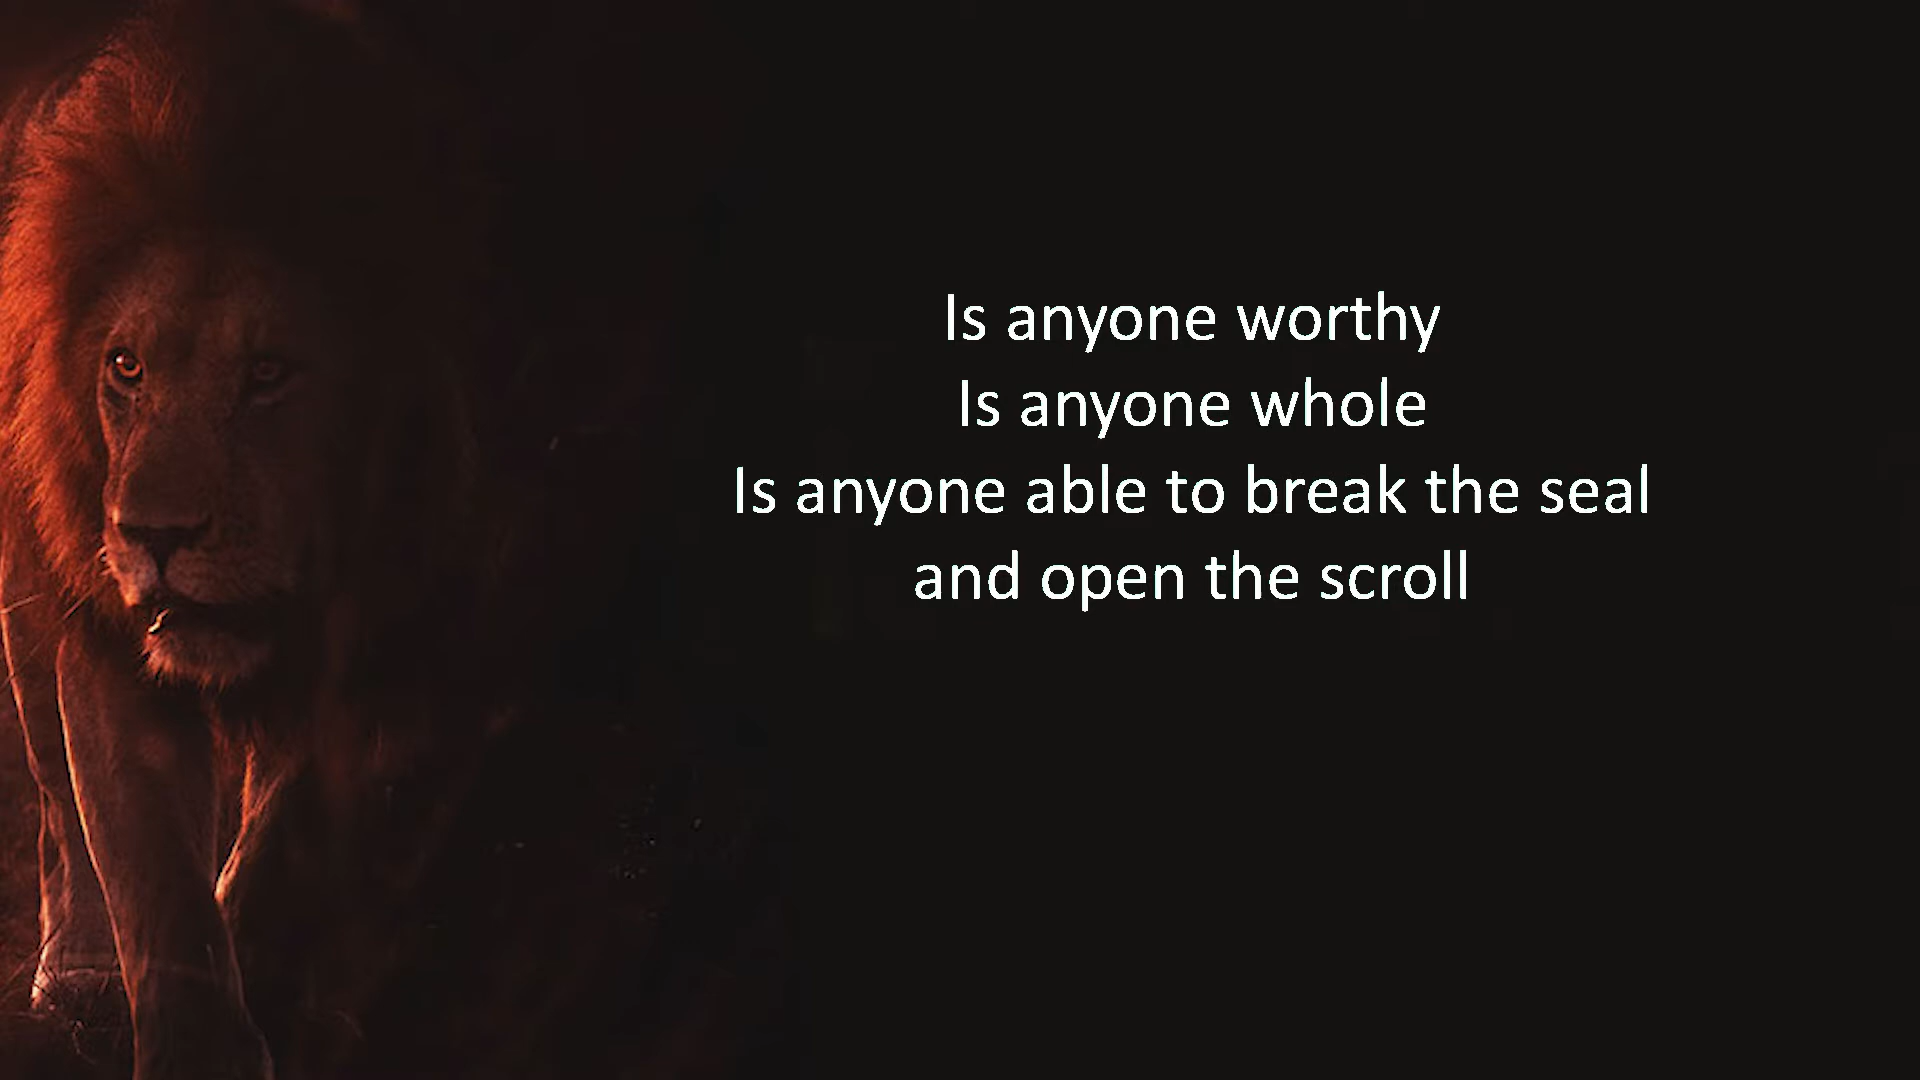 Is anyone worthy
Is anyone whole
Is anyone able to break the seal
and open the scroll